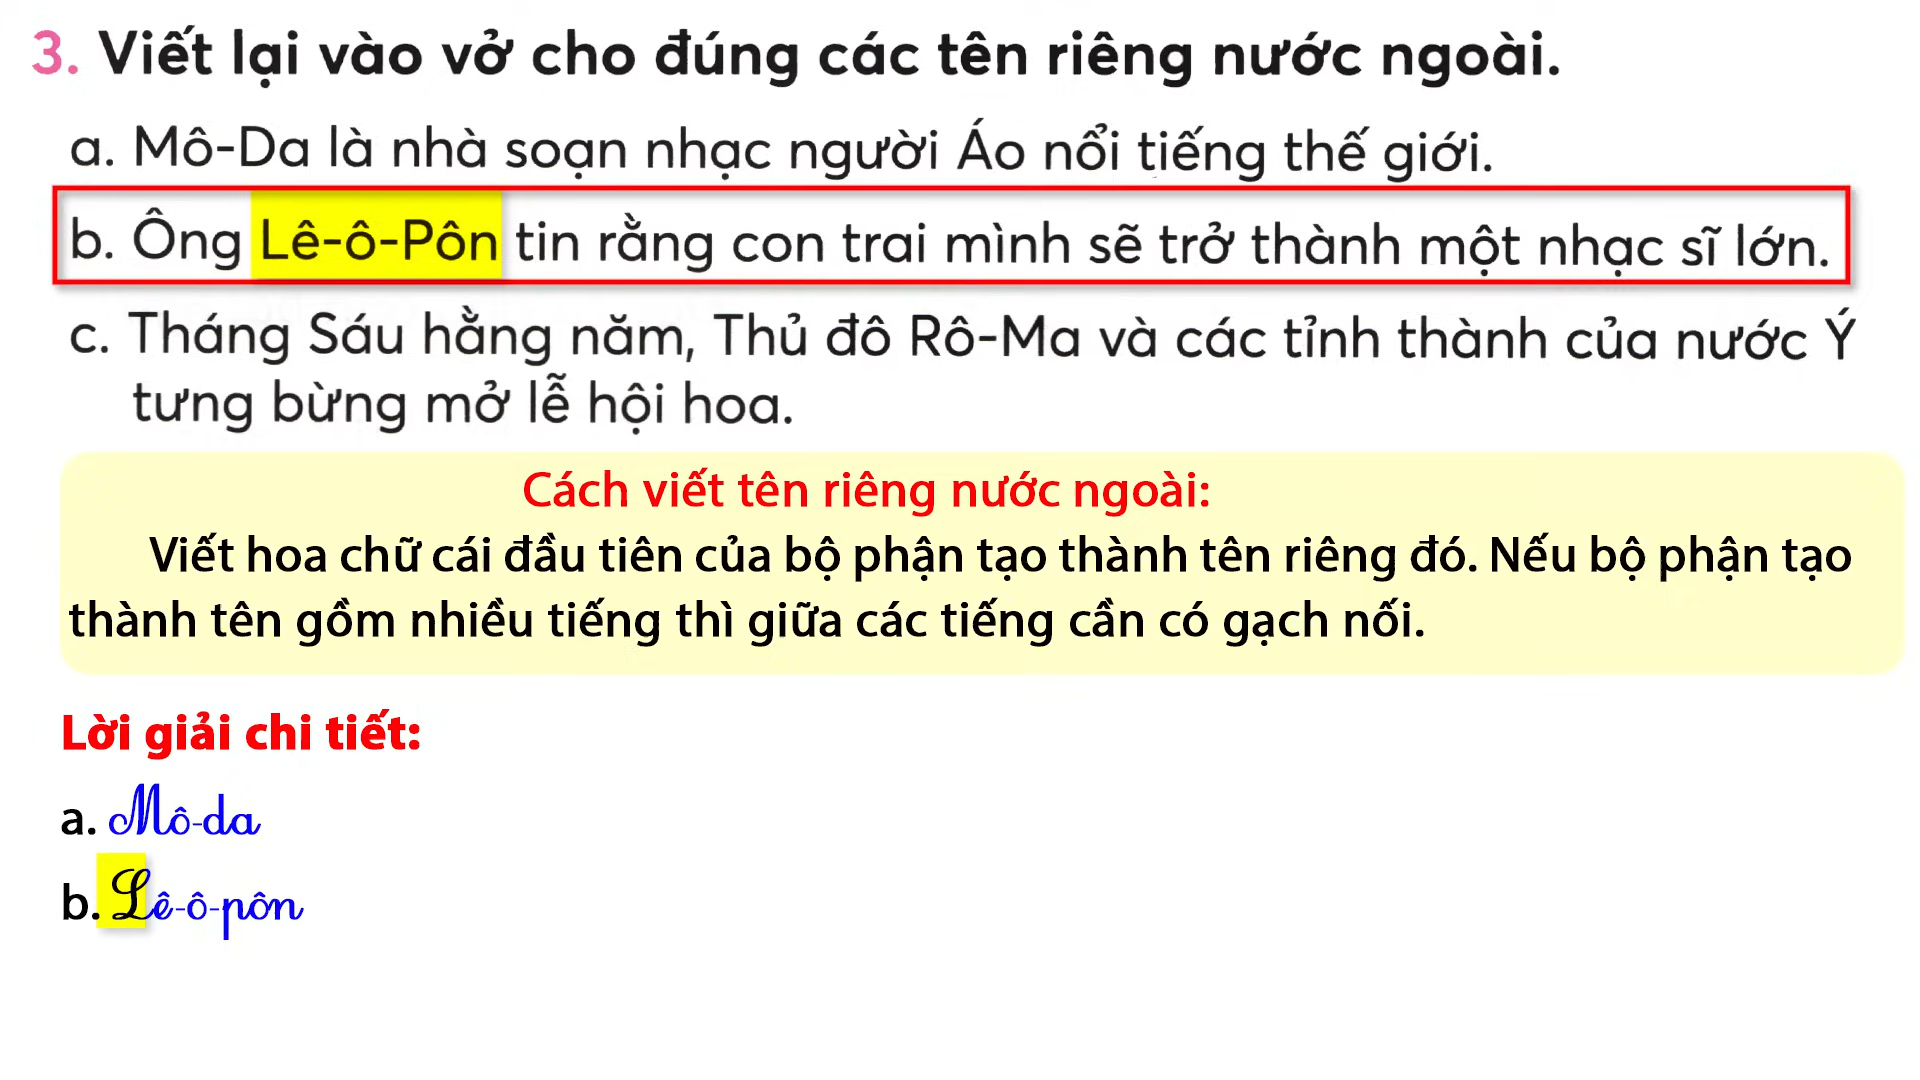 3. Viết lại vào vở cho đúng các tên riêng nước ngoài.
a. Mô-Da là nhà soạn nhạc người Áo nổi tiếng thế giới.
b. Ông Lê-ô-Pôn tin rằng con trai mình sẽ trở thành một nhạc sĩ lớn.
c. Tháng Sáu hằng năm, Thủ đô Rô-Ma và các tỉnh thành của nước Ý
tưng bừng mở lễ hội hoa.
Cách viết tên riêng nước ngoài:
Viết hoa chữ cái đầu tiên của bộ phận tạo thành tên riêng đó. Nếu bộ phận tạo
thành tên gồm nhiều tiếng thì giữa các tiếng cần có gạch nối.
Lời giải chi tiết:
a. Mô-da
b. Lê-ô-pôn